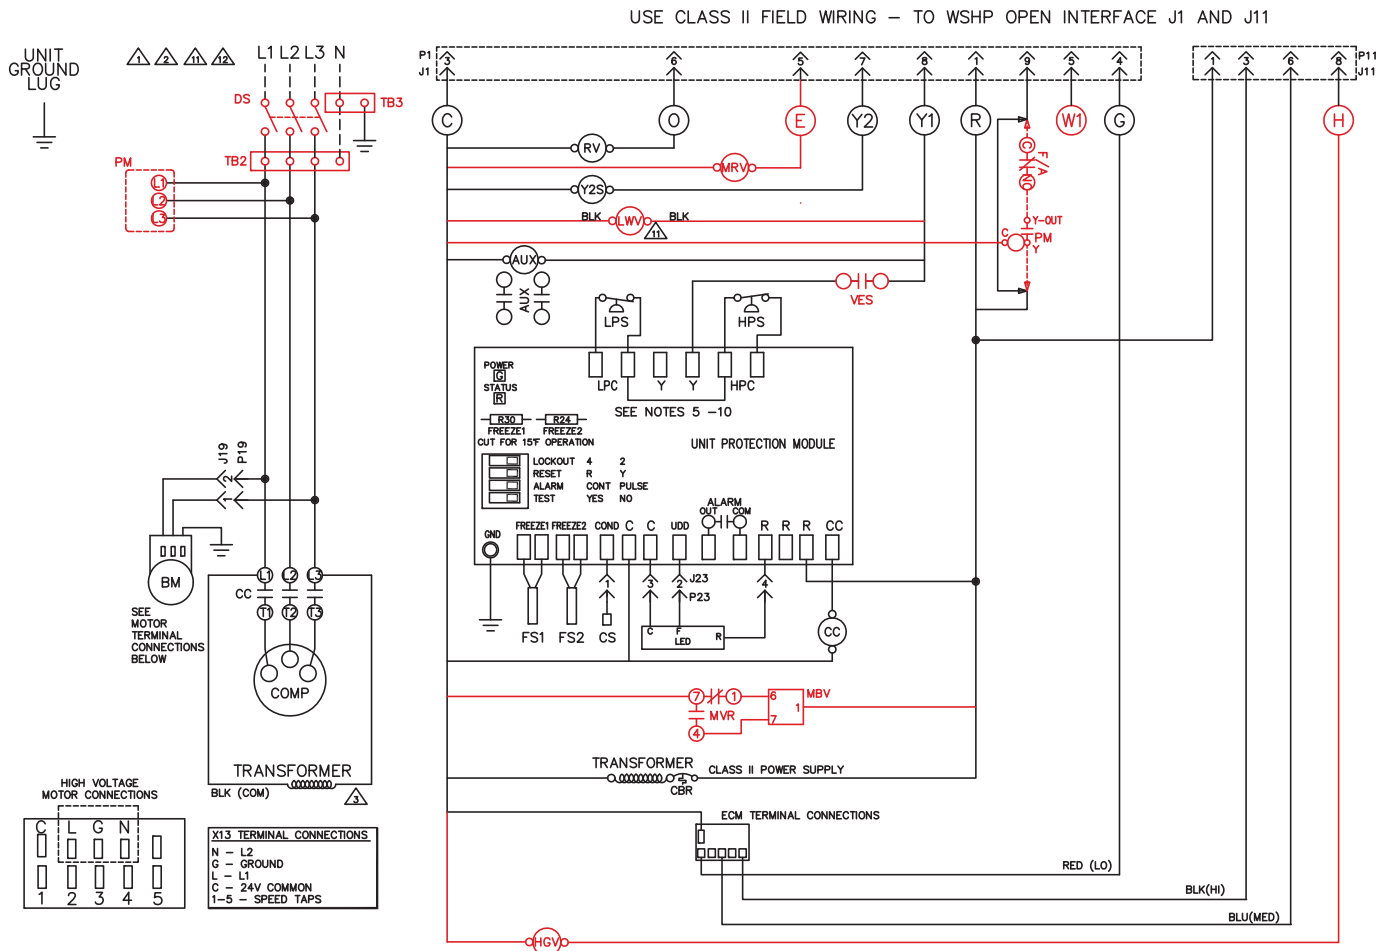 USE CLASS II FIELD WIRING – TO WSHP OPEN INTERFACE J1 AND J11
UNIT
GROUND
LUG
1 2 11 12
L1 L2 L3 N
DS
TB3
TB2
PM
L1
L2
L3
P1
J1
3 6 5 7 8 1 9 5 4
1 3 6 8
P11
J11
C O E Y2 Y1 R W1 G H
RV
MRV
Y2S
BLK LWV BLK
11
AUX
AUX
C
F/A
NO
Y-OUT
C
PM
Y
VES
LPS
HPS
LPC Y Y HPC
SEE NOTES 5 -10
POWER
G
STATUS
R
R30 R24
FREEZE1 FREEZE2
CUT FOR 15°F OPERATION
UNIT PROTECTION MODULE
LOCKOUT 4 2
RESET R Y
ALARM CONT PULSE
TEST YES NO
ALARM
OUT COM
GND
FREEZE1 FREEZE2 COND C C UDD R R R CC
1 3 2 4
J23
P23
FS1 FS2 CS
C F R
LED
CC
J19
P19
2
1
BM
SEE
MOTOR
TERMINAL
CONNECTIONS
BELOW
L1 L2 L3
CC
T1 T2 T3
COMP
TRANSFORMER
BLK (COM)
3
7 1 6
MBV
MVR
1
4
7
TRANSFORMER
CLASS II POWER SUPPLY
CBR
ECM TERMINAL CONNECTIONS
RED (LO)
BLK(HI)
BLU(MED)
HGV
HIGH VOLTAGE
MOTOR CONNECTIONS
C L G N
1 2 3 4 5
X13 TERMINAL CONNECTIONS
N – L2
G – GROUND
L – L1
C – 24V COMMON
1-5 – SPEED TAPS